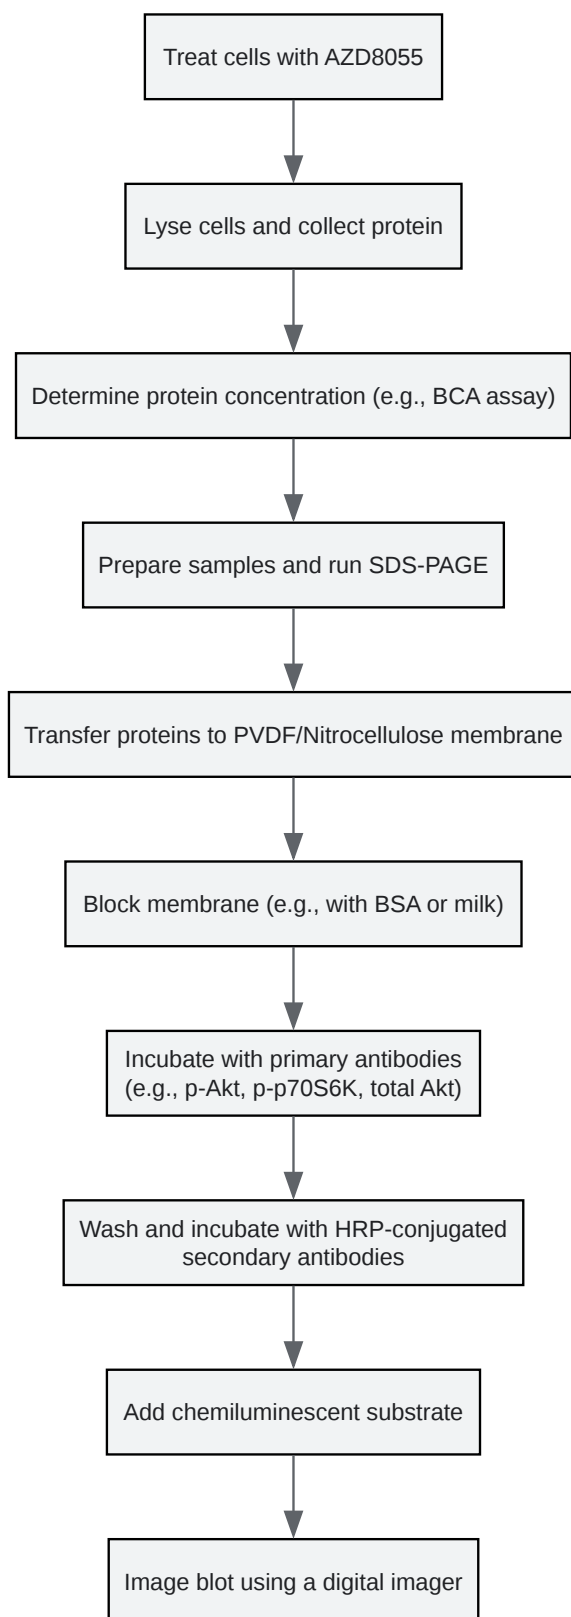 Treat cells with AZD8055
Lyse cells and collect protein
Determine protein concentration (e.g., BCA assay)
Prepare samples and run SDS-PAGE
Transfer proteins to PVDF/Nitrocellulose membrane
Block membrane (e.g., with BSA or milk)
Incubate with primary antibodies
(e.g., p-Akt, p-p70S6K, total Akt)
Wash and incubate with HRP-conjugated
secondary antibodies
Add chemiluminescent substrate
Image blot using a digital imager